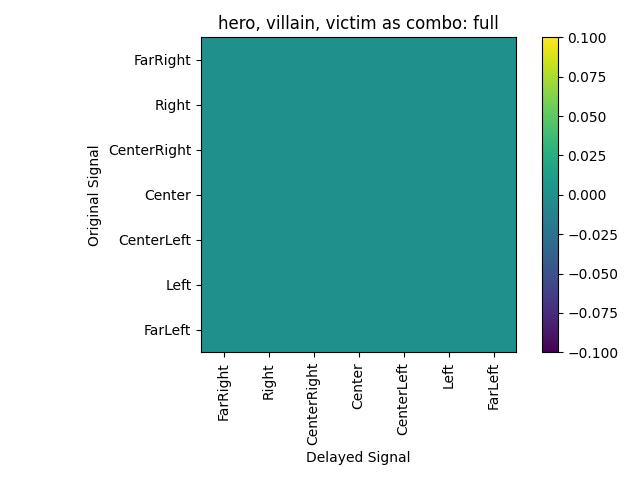 hero, villain, victim as combo: full
Original Signal
FarRight
Right
CenterRight
Center
CenterLeft
Left
FarLeft
FarRight
Right
CenterRight
Center
CenterLeft
Left
FarLeft
Delayed Signal
0.100
0.075
0.050
0.025
0.000
−0.025
−0.050
−0.075
−0.100